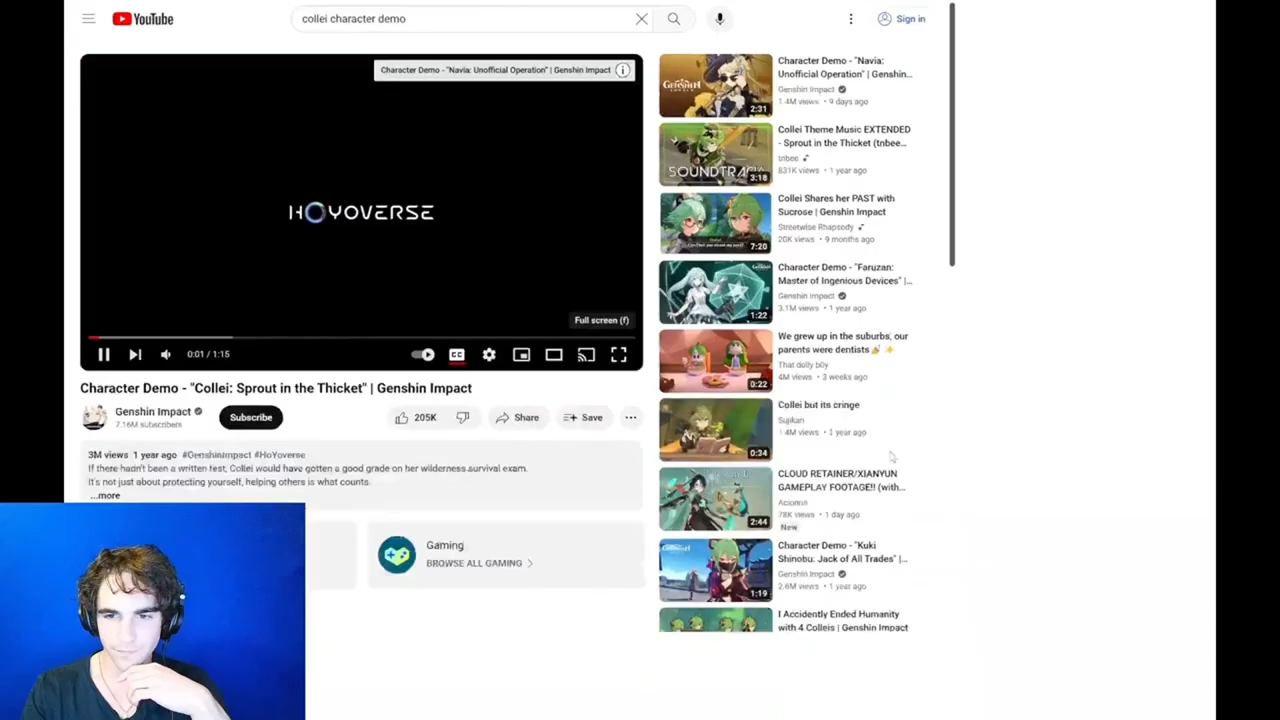 YouTube
collei character demo
Sign in
Character Demo - "Navia: Unofficial Operation" | Genshin Impact
HOYOVERSE
Full screen (f)
CC
0:01 / 1:15
Character Demo - "Collei: Sprout in the Thicket" | Genshin Impact
Genshin Impact
7.16M subscribers
Subscribe
205K
Share
Save
3M views 1 year ago #GenshinImpact #HoYoverse
If there hadn't been a written test, Collei would have gotten a good grade on her wilderness survival exam.
It's not just about protecting yourself, helping others is what counts.
...more
Gaming
BROWSE ALL GAMING
GENSHIN
2:31
Character Demo - "Navia:
Unofficial Operation" | Genshin...
Genshin Impact
1.4M views • 9 days ago
SOUNDTRACK
3:18
Collei Theme Music EXTENDED
- Sprout in the Thicket (tnbee...
tnbee
831K views • 1 year ago
7:20
Collei Shares her PAST with
Sucrose | Genshin Impact
Streetwise Rhapsody
20K views • 9 months ago
1:22
Character Demo - "Faruzan:
Master of Ingenious Devices" |...
Genshin Impact
3.1M views • 1 year ago
0:22
We grew up in the suburbs, our
parents were dentists
That dolly b0y
4M views • 3 weeks ago
0:34
Collei but its cringe
Sujikan
1.4M views • 1 year ago
2:44
CLOUD RETAINER/XIANYUN
GAMEPLAY FOOTAGE!! (with...
78K views • 1 day ago
New
1:19
Character Demo - "Kuki
Shinobu: Jack of All Trades" |...
Genshin Impact
2.6M views • 1 year ago
I Accidently Ended Humanity
with 4 Colleis | Genshin Impact